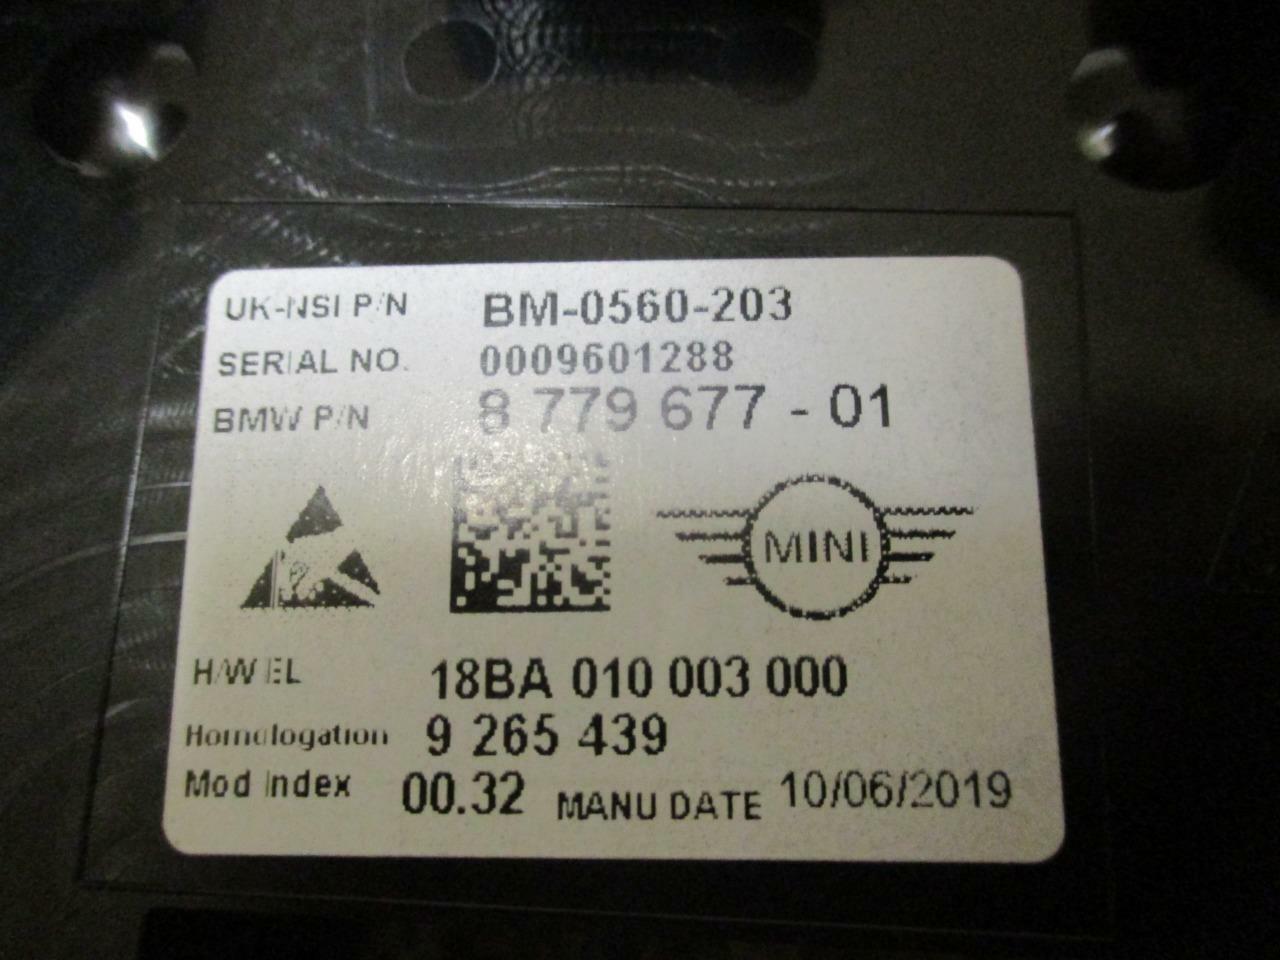 UK-NSI P/N BM-0560-203
SERIAL NO. 0009601288
BMW P/N 8 779 677 - 01
MINI
H/W EL 18BA 010 003 000
Homologation 9 265 439
Mod Index 00.32 MANU DATE 10/06/2019